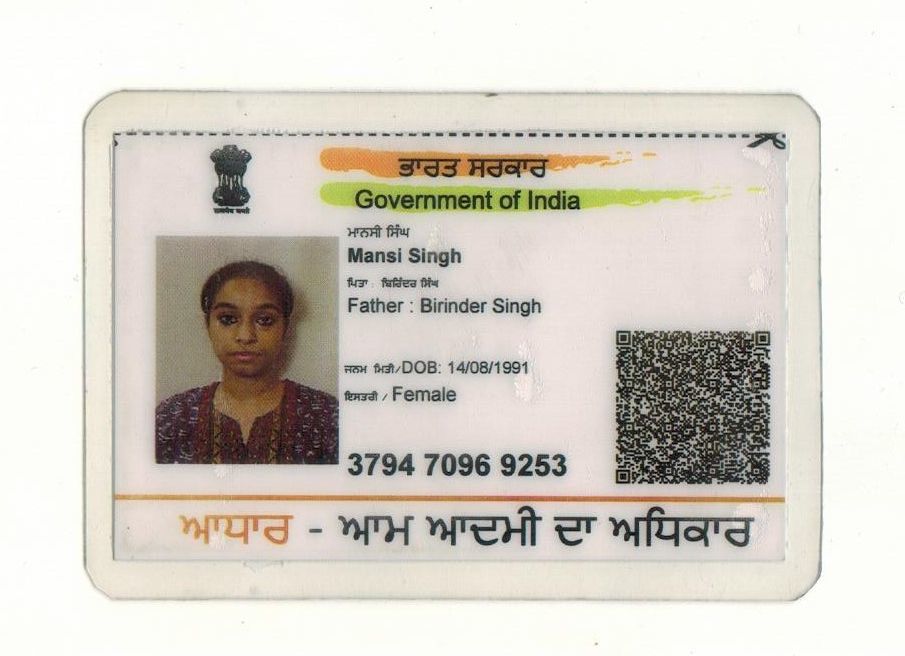 ਭਾਰਤ ਸਰਕਾਰ
Government of India
ਮਾਨਸੀ ਸਿੰਘ
Mansi Singh
ਪਿਤਾ : ਬਿਰਿੰਦਰ ਸਿੰਘ
Father : Birinder Singh
ਜਨਮ ਮਿਤੀ/DOB: 14/08/1991
ਇਸਤਰੀ / Female
3794 7096 9253
ਆਧਾਰ - ਆਮ ਆਦਮੀ ਦਾ ਅਧਿਕਾਰ